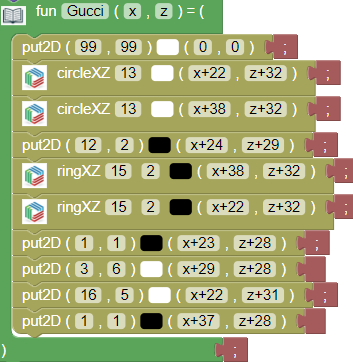 fun Gucci ( x , z ) = (
put2D ( 99 , 99 ) ( 0 , 0 ) ;
circleXZ 13 ( x+22 , z+32 ) ;
circleXZ 13 ( x+38 , z+32 ) ;
put2D ( 12 , 2 ) ( x+24 , z+29 ) ;
ringXZ 15 2 ( x+38 , z+32 ) ;
ringXZ 15 2 ( x+22 , z+32 ) ;
put2D ( 1 , 1 ) ( x+23 , z+28 ) ;
put2D ( 3 , 6 ) ( x+29 , z+28 ) ;
put2D ( 16 , 5 ) ( x+22 , z+31 ) ;
put2D ( 1 , 1 ) ( x+37 , z+28 ) ;
) ;